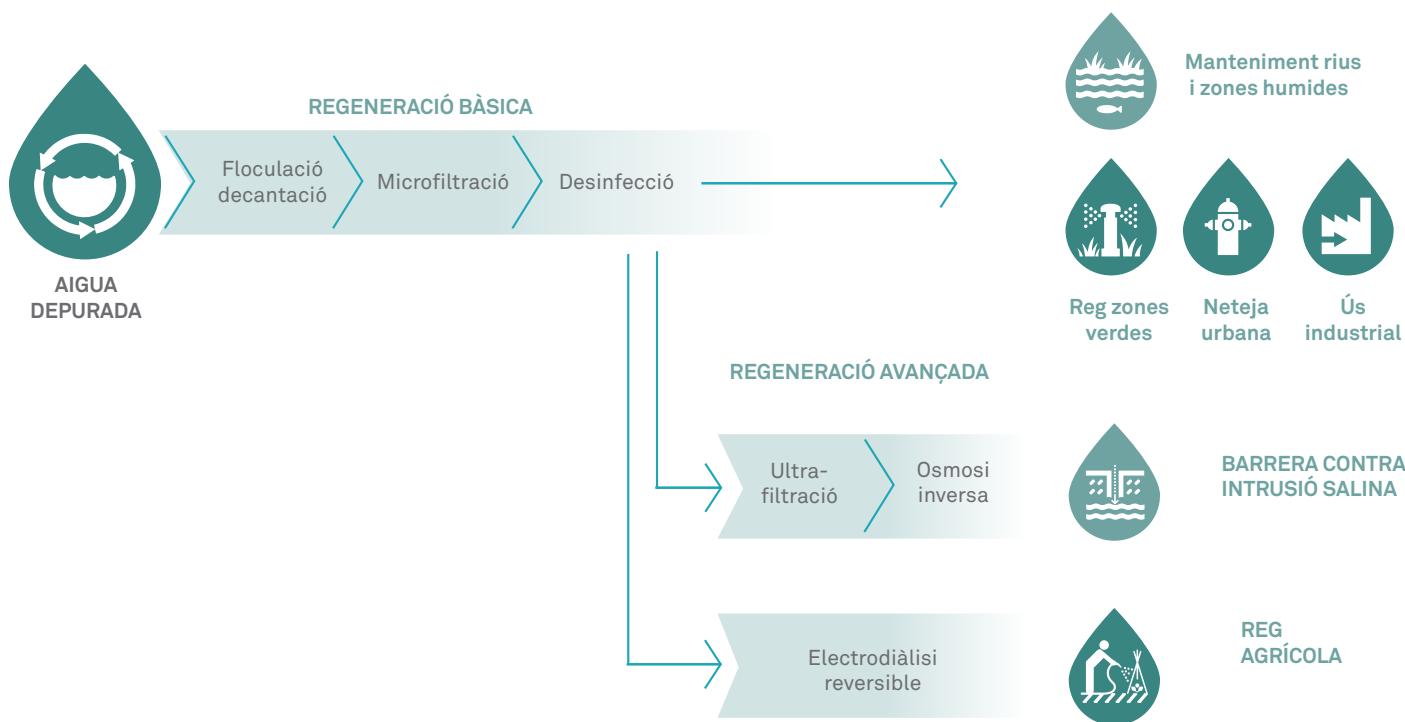 Manteniment rius
i zones humides
REGENERACIÓ BÀSICA
Floculació
decantació
Microfiltració
Desinfecció
AIGUA
DEPURADA
Reg zones
verdes
Neteja
urbana
Ús
industrial
REGENERACIÓ AVANÇADA
Ultra-
filtració
Osmosi
inversa
BARRERA CONTRA
INTRUSIÓ SALINA
Electrodiàlisi
reversible
REG
AGRÍCOLA